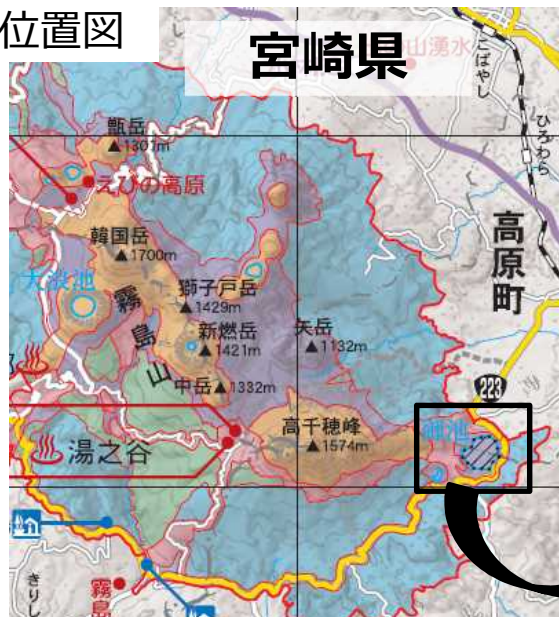 位置図
宮崎県
山湧水
こばやし
ひろわら
甑岳
▲1301m
えびの高原
韓国岳
▲1700m
高原町
大浪池
獅子戸岳
▲1429m
霧島山
新燃岳
▲1421m
矢岳
▲1132m
中岳▲1332m
223
高千穂峰
▲1574m
御池
湯之谷
きりし
霧島